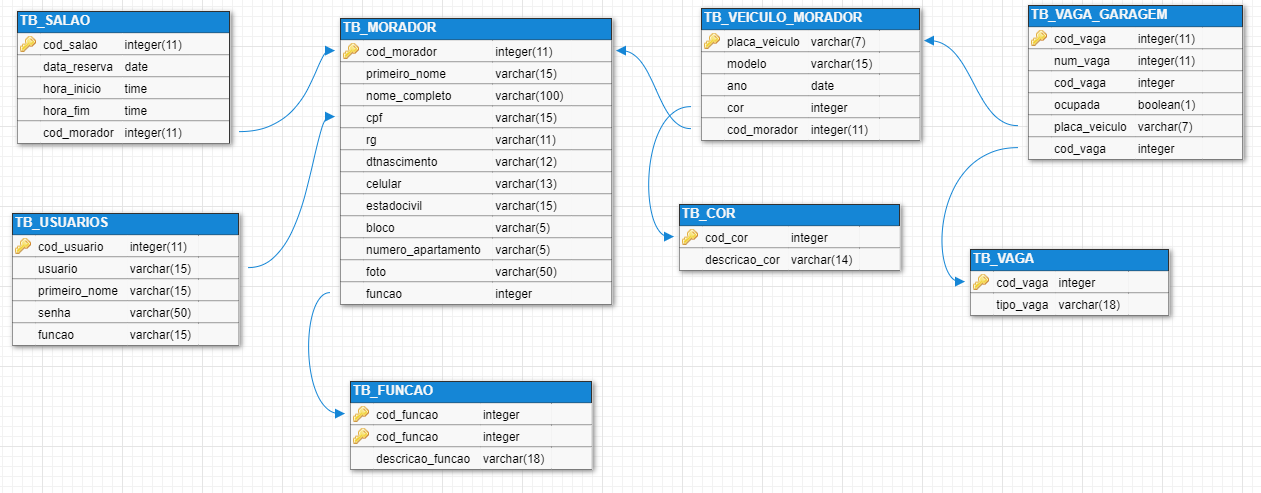 TB_SALAO
cod_salao integer(11)
data_reserva date
hora_inicio time
hora_fim time
cod_morador integer(11)
TB_USUARIOS
cod_usuario integer(11)
usuario varchar(15)
primeiro_nome varchar(15)
senha varchar(50)
funcao varchar(15)
TB_MORADOR
cod_morador integer(11)
primeiro_nome varchar(15)
nome_completo varchar(100)
cpf varchar(15)
rg varchar(11)
dtnascimento varchar(12)
celular varchar(13)
estadocivil varchar(15)
bloco varchar(5)
numero_apartamento varchar(5)
foto varchar(50)
funcao integer
TB_FUNCAO
cod_funcao integer
cod_funcao integer
descricao_funcao varchar(18)
TB_VEICULO_MORADOR
placa_veiculo varchar(7)
modelo varchar(15)
ano date
cor integer
cod_morador integer(11)
TB_COR
cod_cor integer
descricao_cor varchar(14)
TB_VAGA_GARAGEM
cod_vaga integer(11)
num_vaga integer(11)
cod_vaga integer
ocupada boolean(1)
placa_veiculo varchar(7)
cod_vaga integer
TB_VAGA
cod_vaga integer
tipo_vaga varchar(18)